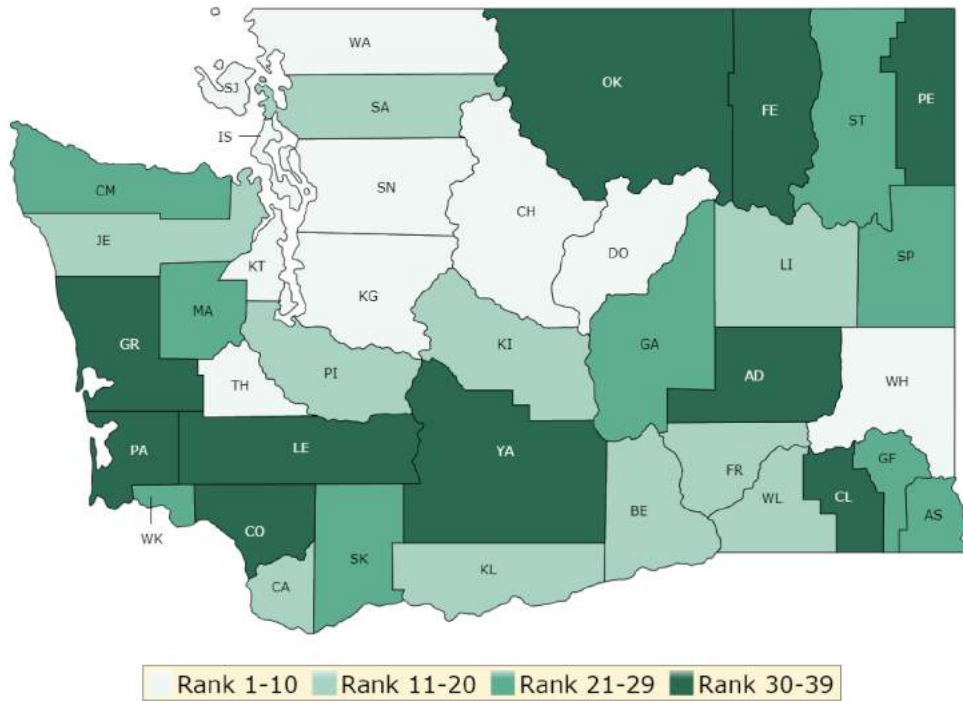 WA
OK
FE
PE
ST
SJ
SA
IS
SN
CM
CH
JE
DO
KT
LI
SP
KG
MA
GR
KI
GA
PI
AD
TH
WH
PA
LE
YA
FR
GF
WL
CL
BE
AS
WK
CO
SK
KL
CA
Rank 1-10 Rank 11-20 Rank 21-29 Rank 30-39